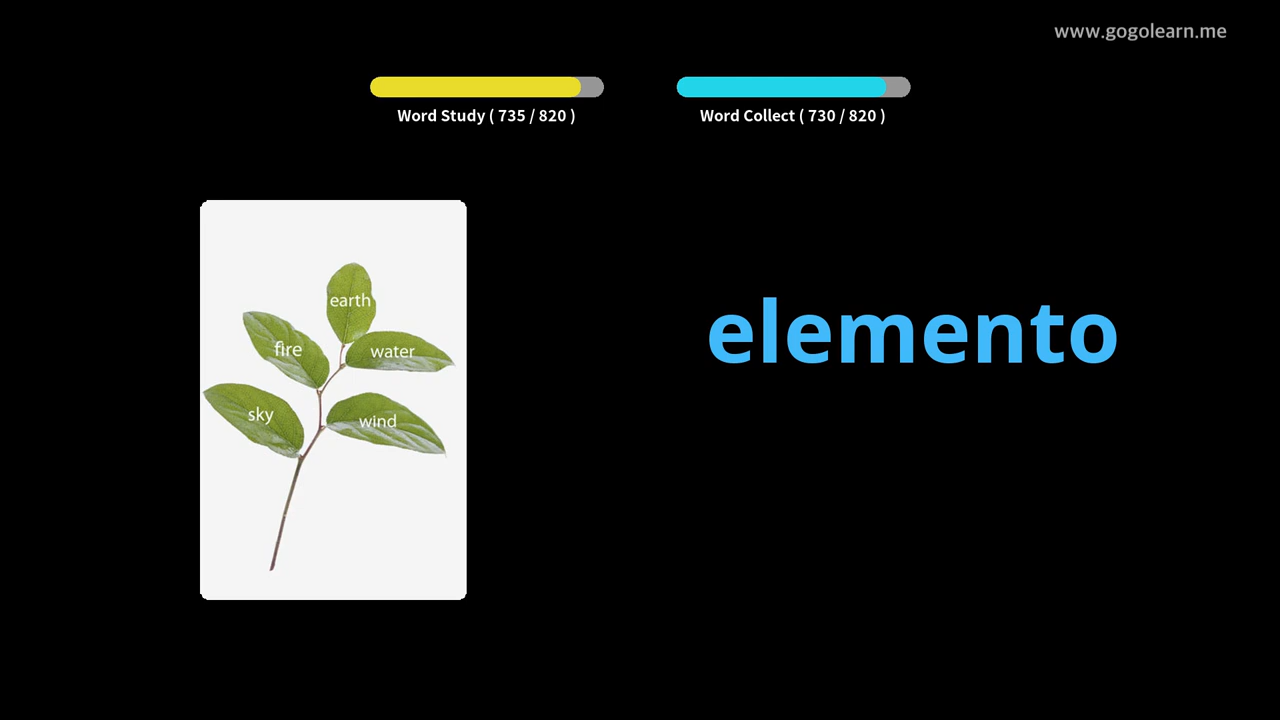 www.gogolearn.me
Word Study ( 735 / 820 )
Word Collect ( 730 / 820 )
earth
fire
water
sky
wind
elemento